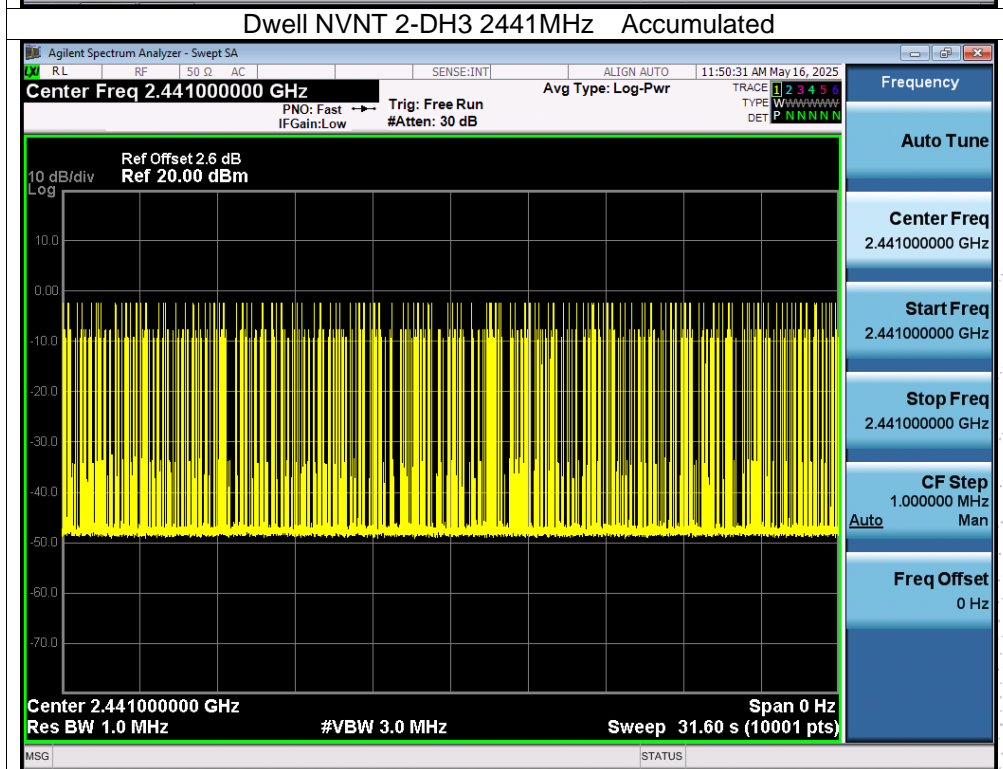 Dwell NVNT 2-DH3 2441MHz Accumulated
Agilent Spectrum Analyzer - Swept SA
LXI RL RF 50 Ω AC SENSE:INT ALIGN AUTO 11:50:31 AM May 16, 2025
Center Freq 2.441000000 GHz
PNO: Fast
IFGain:Low
Trig: Free Run
#Atten: 30 dB
Avg Type: Log-Pwr
TRACE 1 2 3 4 5 6
TYPE WWWWWWW
DET P N N N N N
Ref Offset 2.6 dB
10 dB/div Ref 20.00 dBm
Log
10.0
0.00
-10.0
-20.0
-30.0
-40.0
-50.0
-60.0
-70.0
Center 2.441000000 GHz Span 0 Hz
Res BW 1.0 MHz #VBW 3.0 MHz Sweep 31.60 s (10001 pts)
MSG STATUS
Frequency
Auto Tune
Center Freq
2.441000000 GHz
Start Freq
2.441000000 GHz
Stop Freq
2.441000000 GHz
CF Step
1.000000 MHz
Auto Man
Freq Offset
0 Hz